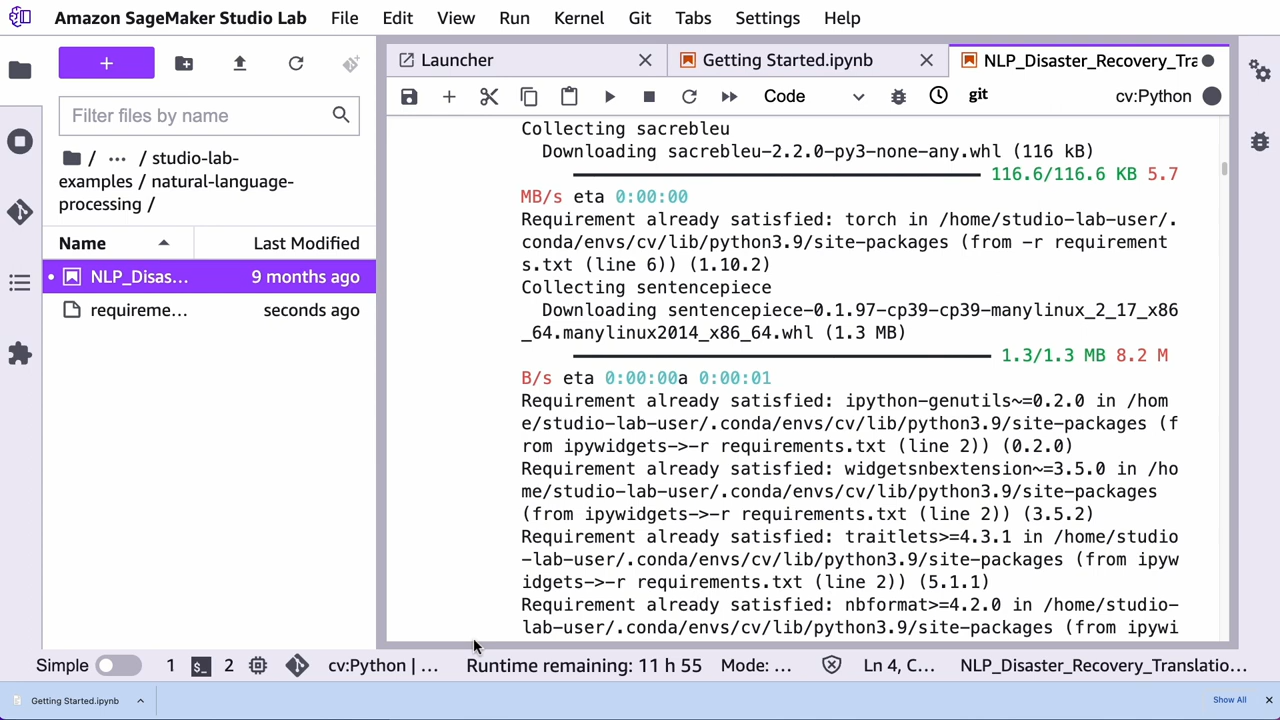 Amazon SageMaker Studio Lab File Edit View Run Kernel Git Tabs Settings Help
+
Filter files by name
/ ··· / studio-lab-
examples / natural-language-
processing /
Name Last Modified
NLP_Disas... 9 months ago
requireme... seconds ago
Launcher Getting Started.ipynb NLP_Disaster_Recovery_Tra
Code git cv:Python
Collecting sacrebleu
Downloading sacrebleu-2.2.0-py3-none-any.whl (116 kB)
116.6/116.6 KB 5.7
MB/s eta 0:00:00
Requirement already satisfied: torch in /home/studio-lab-user/.
conda/envs/cv/lib/python3.9/site-packages (from -r requirement
s.txt (line 6)) (1.10.2)
Collecting sentencepiece
Downloading sentencepiece-0.1.97-cp39-cp39-manylinux_2_17_x86
_64.manylinux2014_x86_64.whl (1.3 MB)
1.3/1.3 MB 8.2 M
B/s eta 0:00:00a 0:00:01
Requirement already satisfied: ipython-genutils~=0.2.0 in /hom
e/studio-lab-user/.conda/envs/cv/lib/python3.9/site-packages (f
rom ipywidgets->-r requirements.txt (line 2)) (0.2.0)
Requirement already satisfied: widgetsnbextension~=3.5.0 in /ho
me/studio-lab-user/.conda/envs/cv/lib/python3.9/site-packages
(from ipywidgets->-r requirements.txt (line 2)) (3.5.2)
Requirement already satisfied: traitlets>=4.3.1 in /home/studio
-lab-user/.conda/envs/cv/lib/python3.9/site-packages (from ipyw
idgets->-r requirements.txt (line 2)) (5.1.1)
Requirement already satisfied: nbformat>=4.2.0 in /home/studio-
lab-user/.conda/envs/cv/lib/python3.9/site-packages (from ipywi
Simple 1 2 cv:Python | ... Runtime remaining: 11 h 55 Mode: ... Ln 4, C... NLP_Disaster_Recovery_Translatio...
Getting Started.ipynb Show All